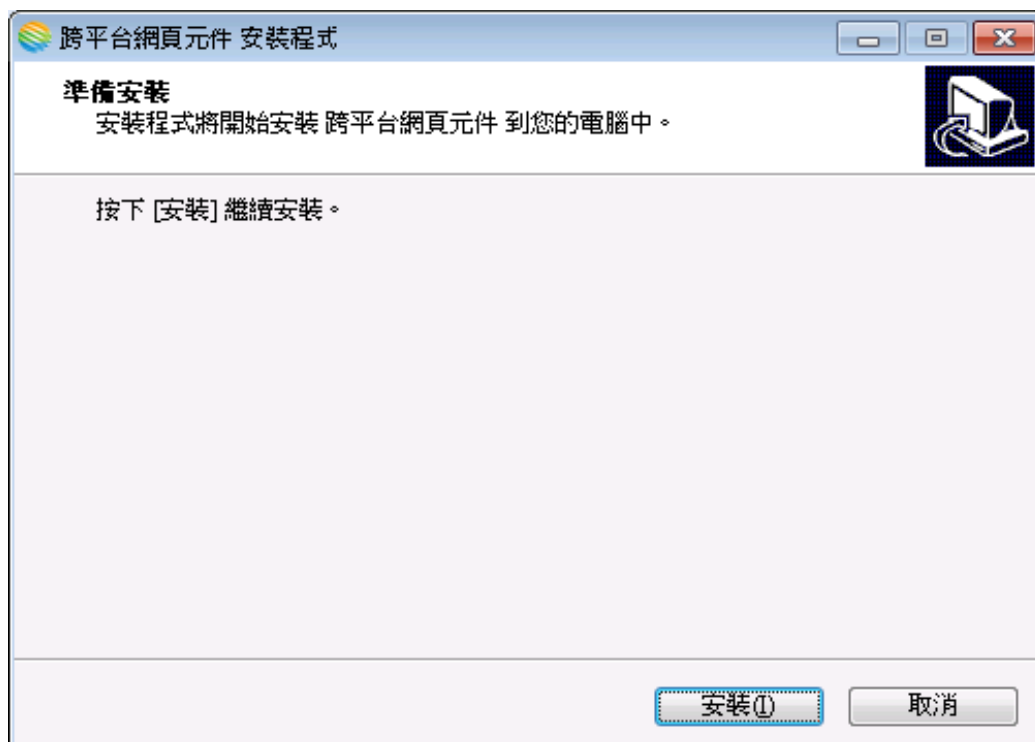 跨平台網頁元件 安裝程式
準備安裝
安裝程式將開始安裝 跨平台網頁元件 到您的電腦中。
按下 [安裝] 繼續安裝。
安裝(I)
取消